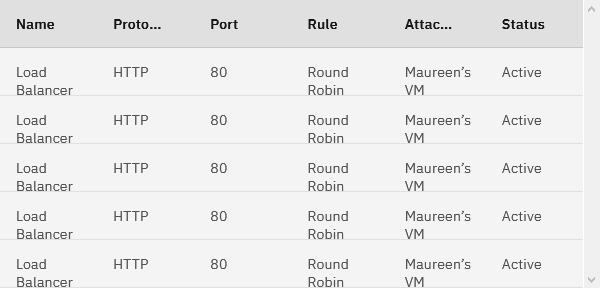 Name Proto... Port Rule Attac... Status
Load HTTP 80 Round Maureen’s Active
Balancer Robin VM
Load HTTP 80 Round Maureen’s Active
Balancer Robin VM
Load HTTP 80 Round Maureen’s Active
Balancer Robin VM
Load HTTP 80 Round Maureen’s Active
Balancer Robin VM
Load HTTP 80 Round Maureen’s Active
Balancer Robin VM